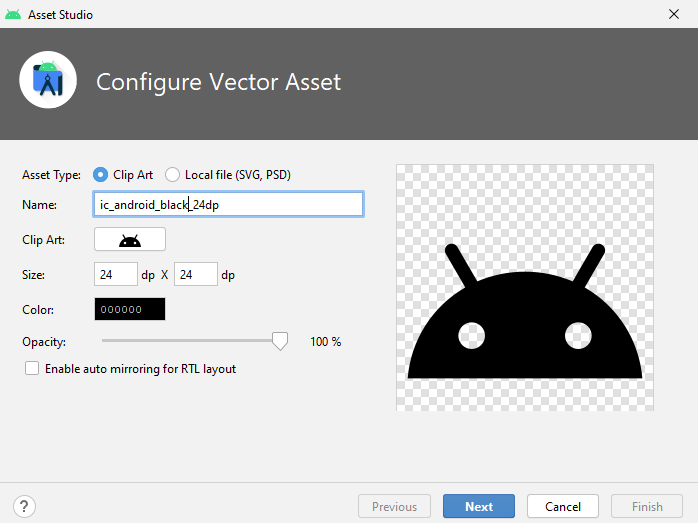 Asset Studio
Configure Vector Asset
Asset Type: Clip Art Local file (SVG, PSD)
Name: ic_android_black_24dp
Clip Art:
Size: 24 dp X 24 dp
Color: 000000
Opacity: 100 %
Enable auto mirroring for RTL layout
? Previous Next Cancel Finish